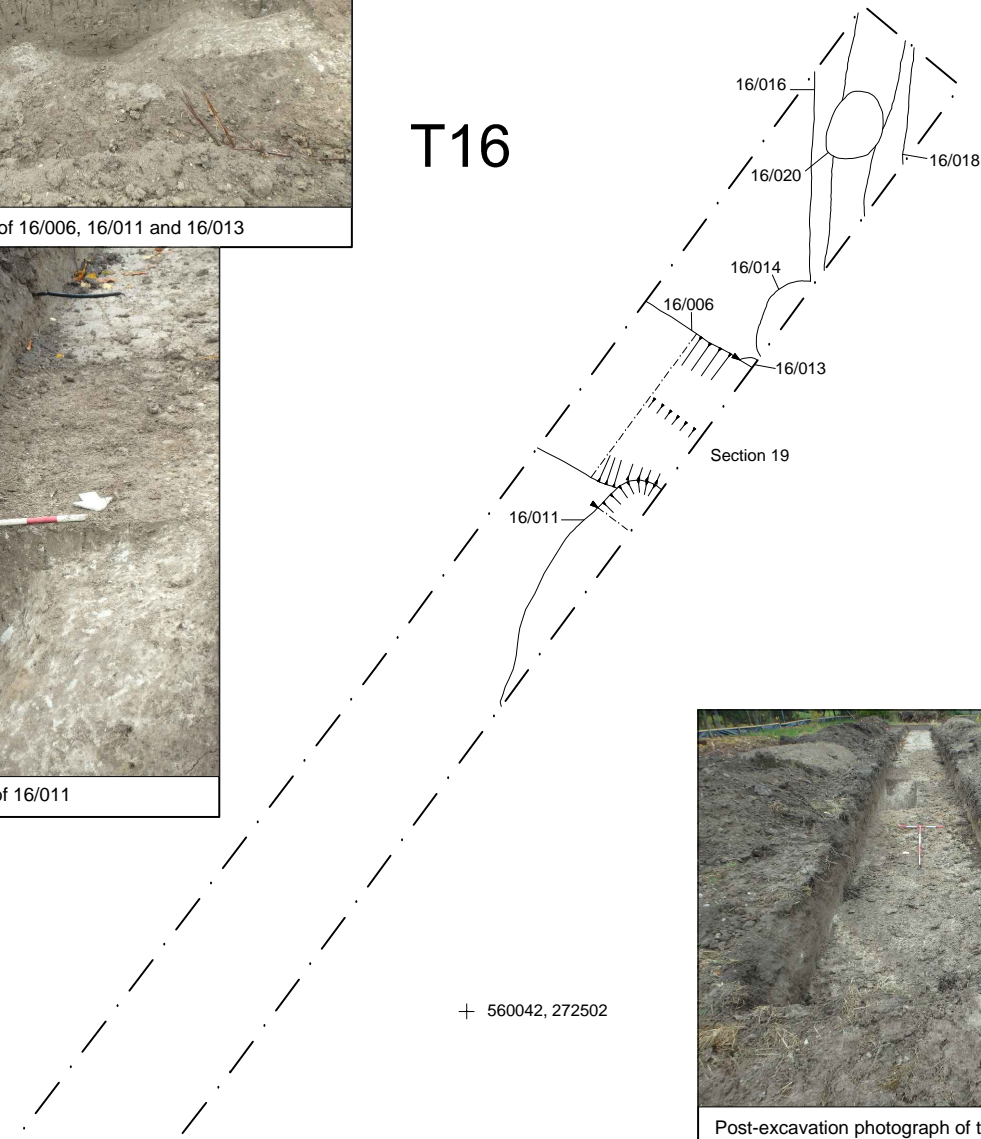 of 16/006, 16/011 and 16/013
T16
16/016
16/020
16/018
16/014
16/006
16/013
Section 19
16/011
of 16/011
560042, 272502
Post-excavation photograph of t